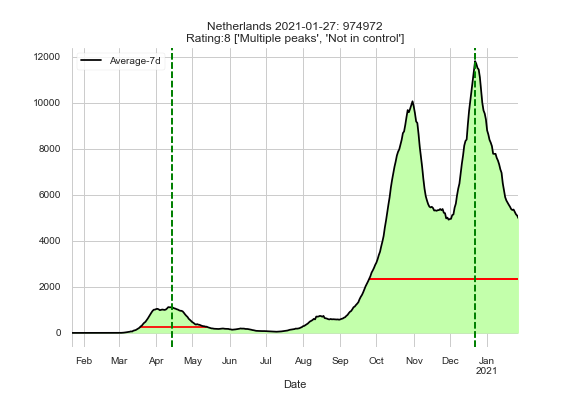 Netherlands 2021-01-27: 974972
Rating:8 ['Multiple peaks', 'Not in control']
Average-7d
12000
10000
8000
6000
4000
2000
0
Feb Mar Apr May Jun Jul Aug Sep Oct Nov Dec Jan
2021
Date